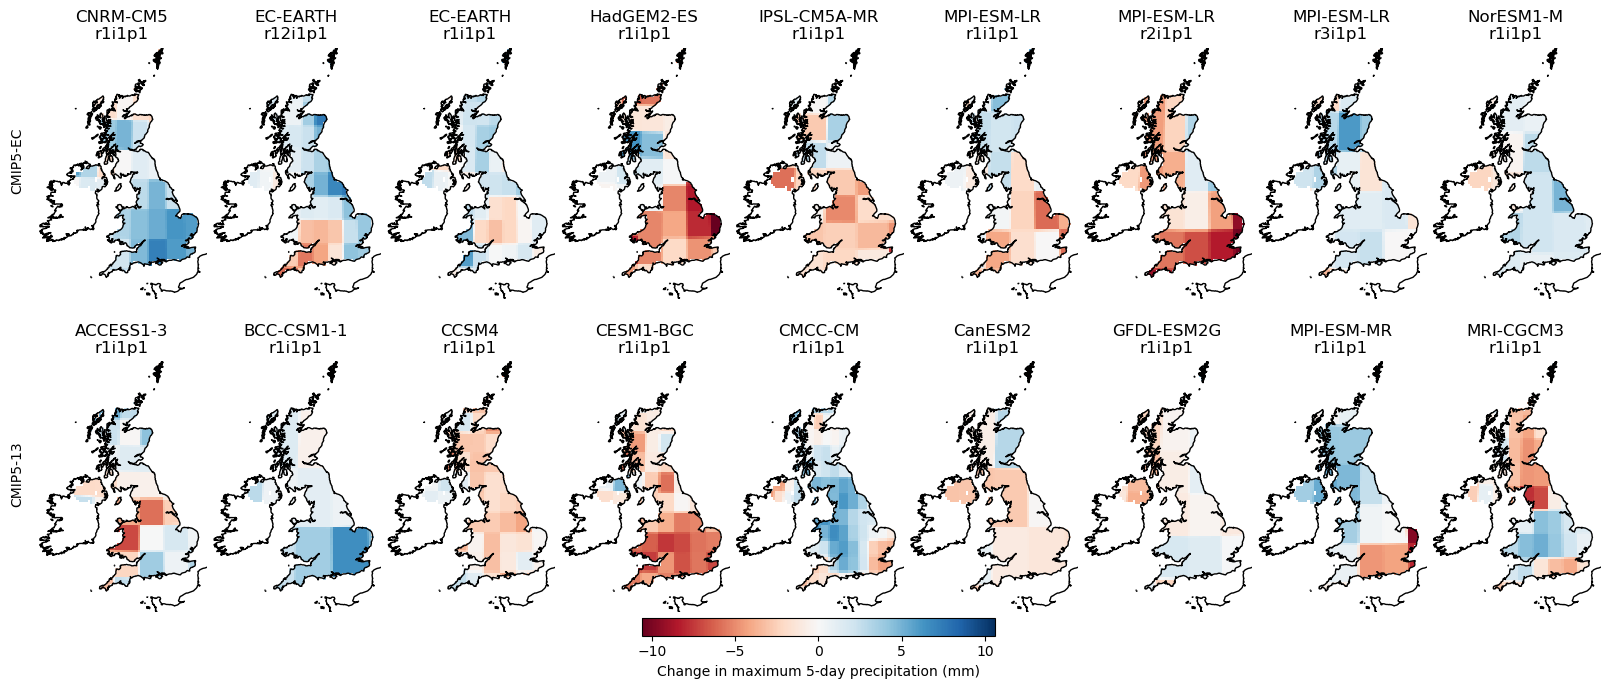 CNRM-CM5 EC-EARTH EC-EARTH HadGEM2-ES IPSL-CM5A-MR MPI-ESM-LR MPI-ESM-LR MPI-ESM-LR NorESM1-M
r1i1p1 r12i1p1 r1i1p1 r1i1p1 r1i1p1 r1i1p1 r2i1p1 r3i1p1 r1i1p1
CMIP5-EC
ACCESS1-3 BCC-CSM1-1 CCSM4 CESM1-BGC CMCC-CM CanESM2 GFDL-ESM2G MPI-ESM-MR MRI-CGCM3
r1i1p1 r1i1p1 r1i1p1 r1i1p1 r1i1p1 r1i1p1 r1i1p1 r1i1p1 r1i1p1
CMIP5-13
−10 −5 0 5 10
Change in maximum 5-day precipitation (mm)